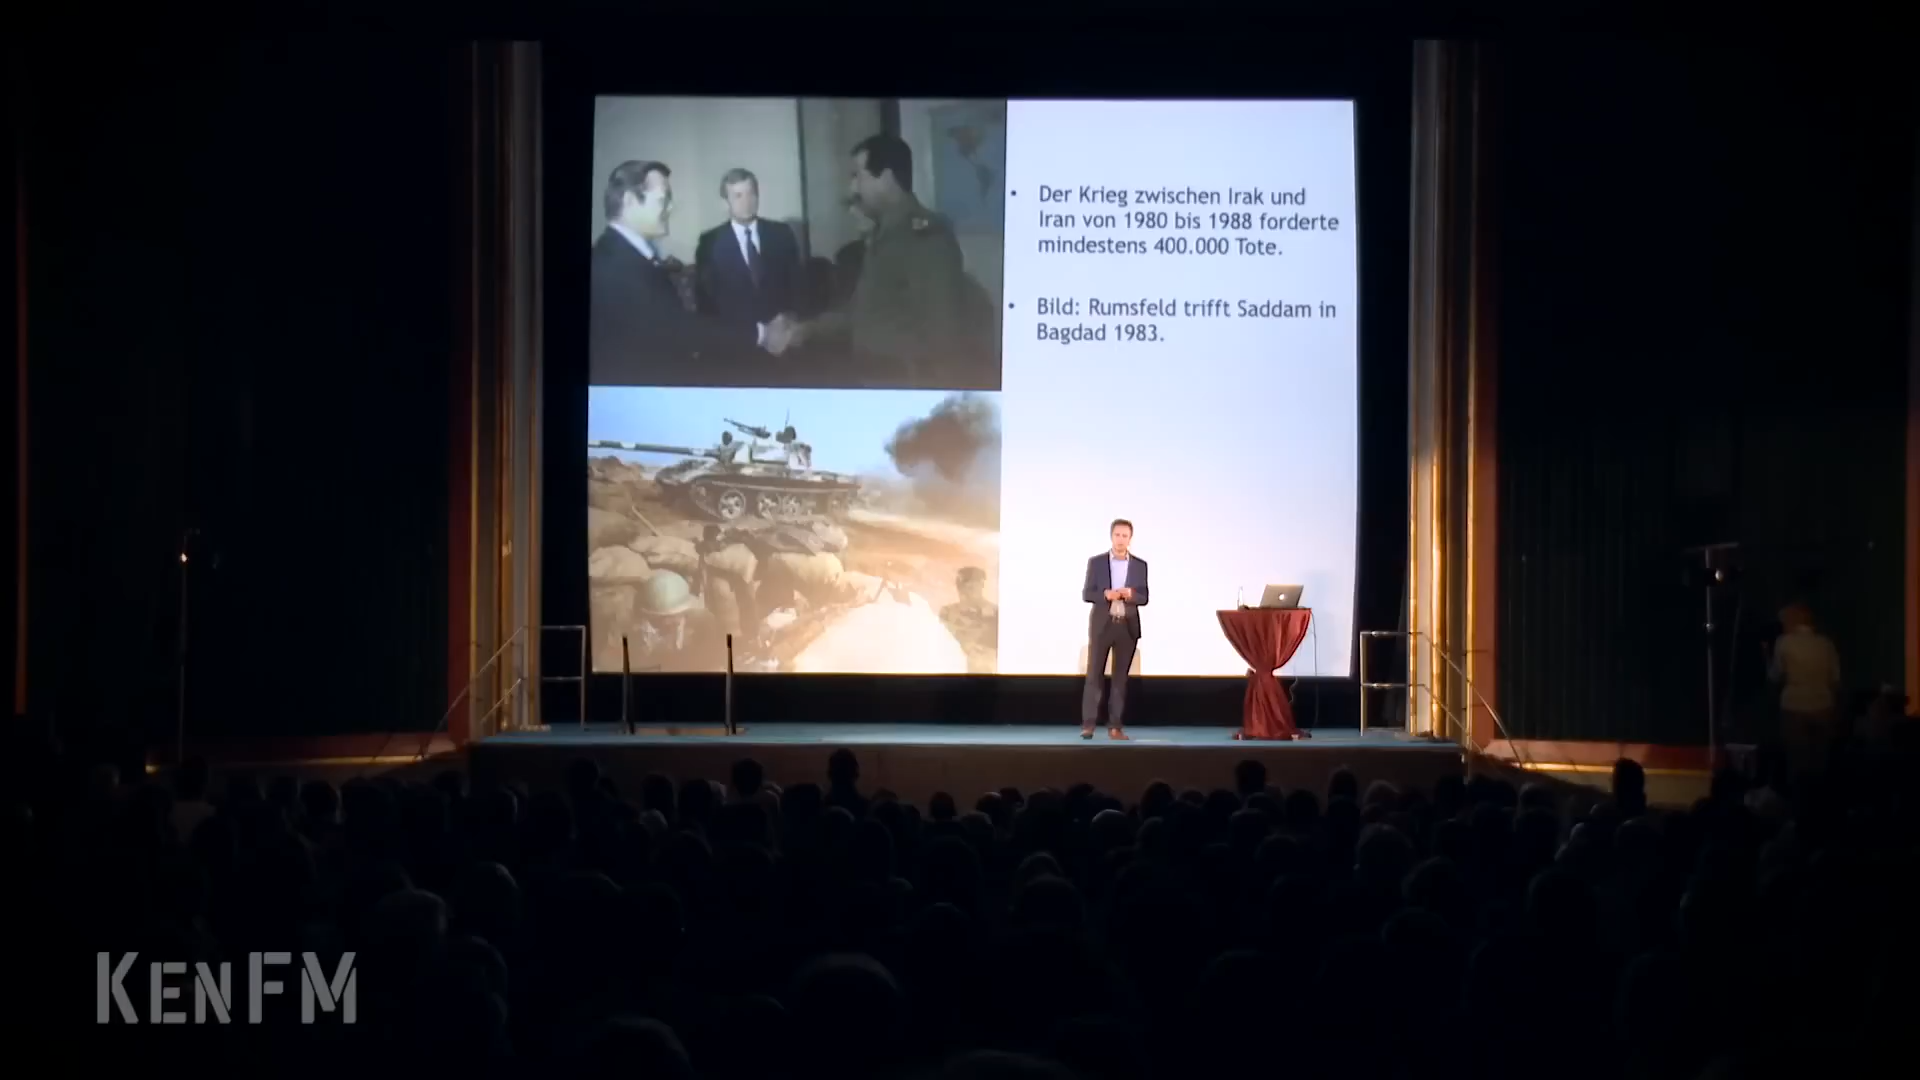 • Der Krieg zwischen Irak und
Iran von 1980 bis 1988 forderte
mindestens 400.000 Tote.
• Bild: Rumsfeld trifft Saddam in
Bagdad 1983.
KENFM